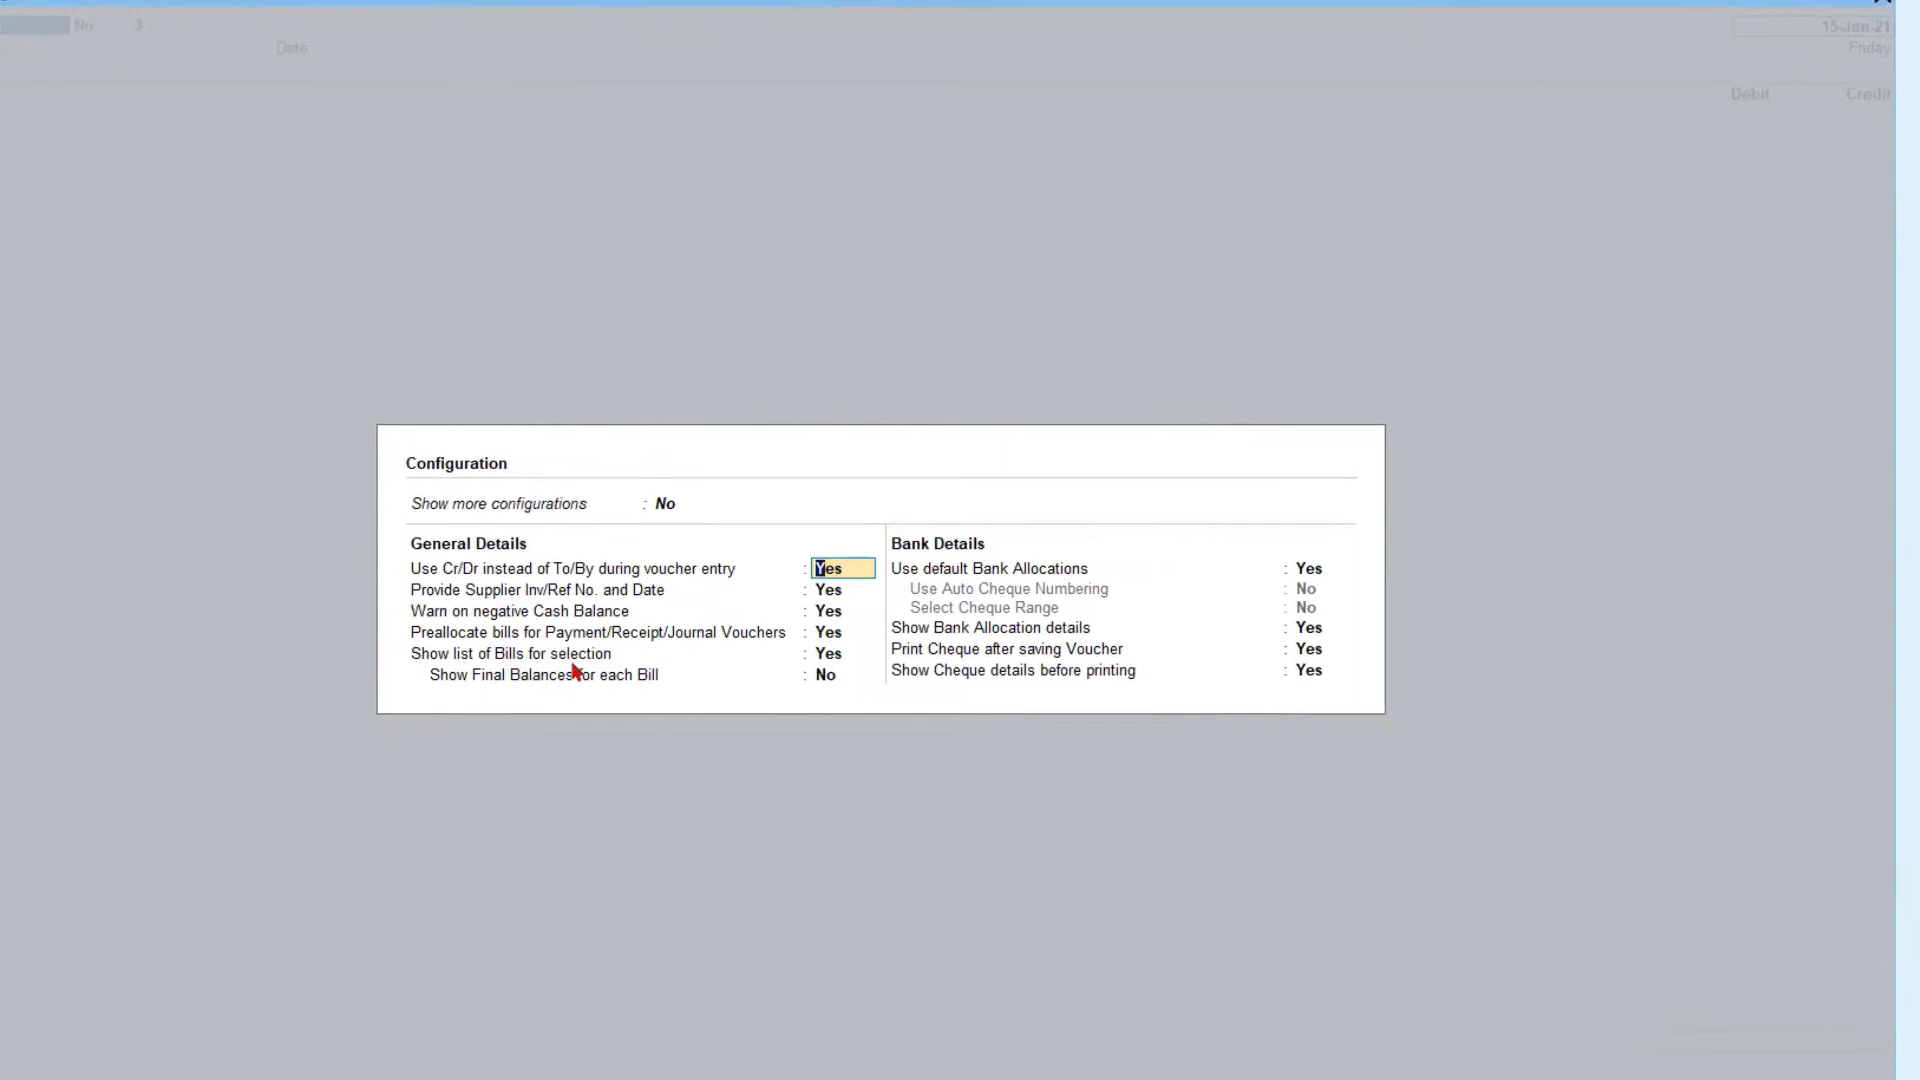 No 3 15-Jan-21
Date Friday
Debit Credit
Configuration
Show more configurations : No
General Details
Use Cr/Dr instead of To/By during voucher entry : Yes
Provide Supplier Inv/Ref No. and Date : Yes
Warn on negative Cash Balance : Yes
Preallocate bills for Payment/Receipt/Journal Vouchers : Yes
Show list of Bills for selection : Yes
Show Final Balances for each Bill : No
Bank Details
Use default Bank Allocations : Yes
Use Auto Cheque Numbering : No
Select Cheque Range : No
Show Bank Allocation details : Yes
Print Cheque after saving Voucher : Yes
Show Cheque details before printing : Yes